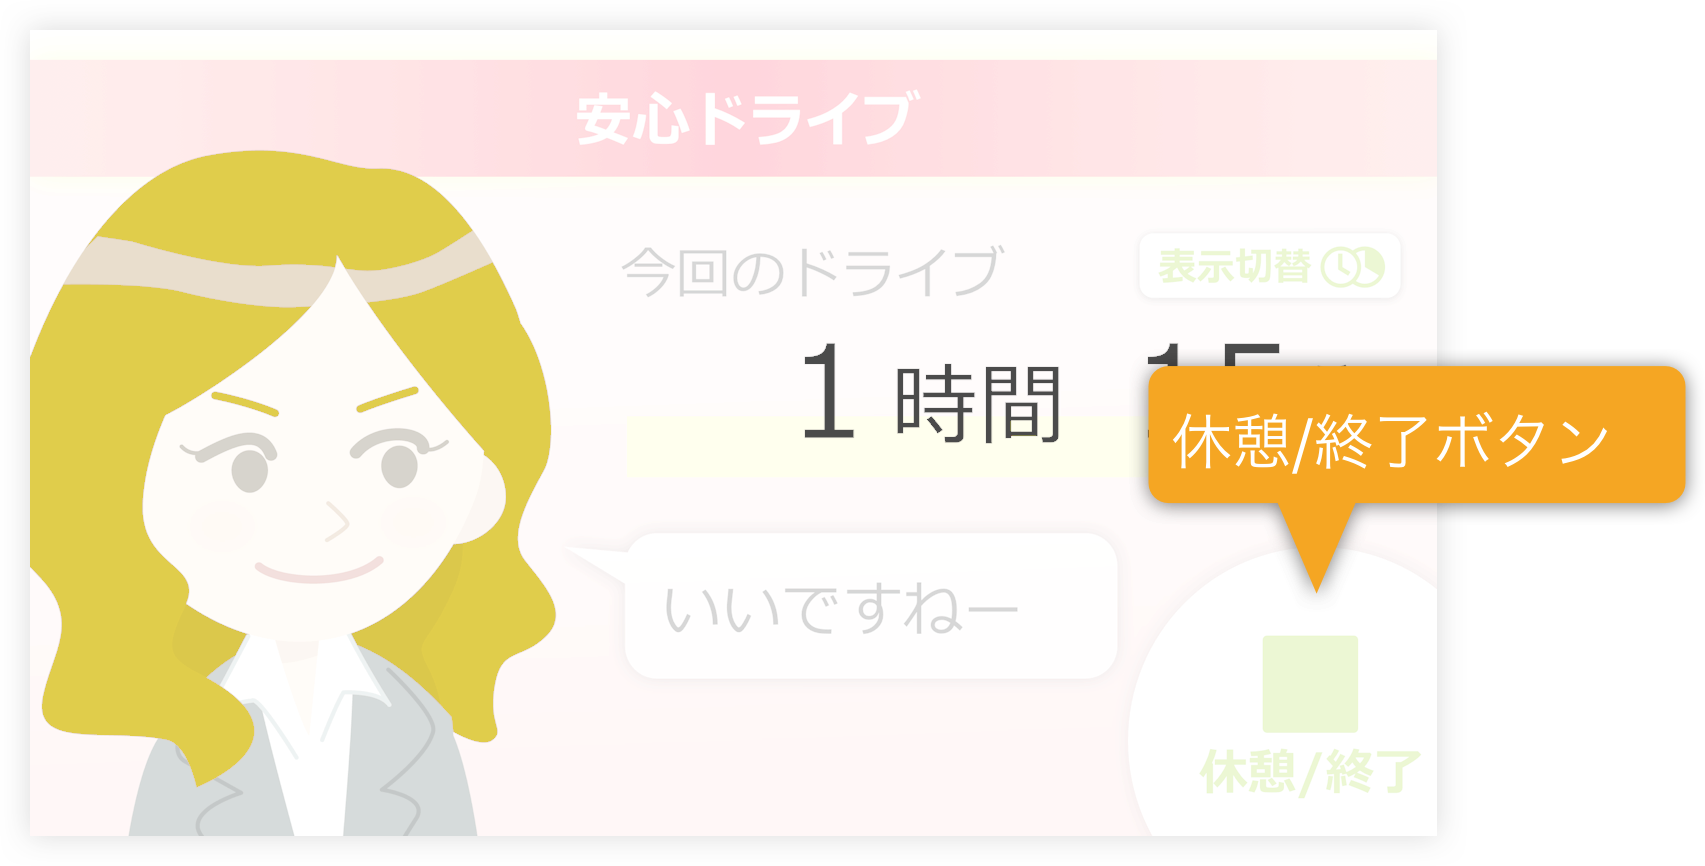 安心ドライブ
今回のドライブ
表示切替
1 時間 15
休憩/終了ボタン
いいですねー
休憩/終了